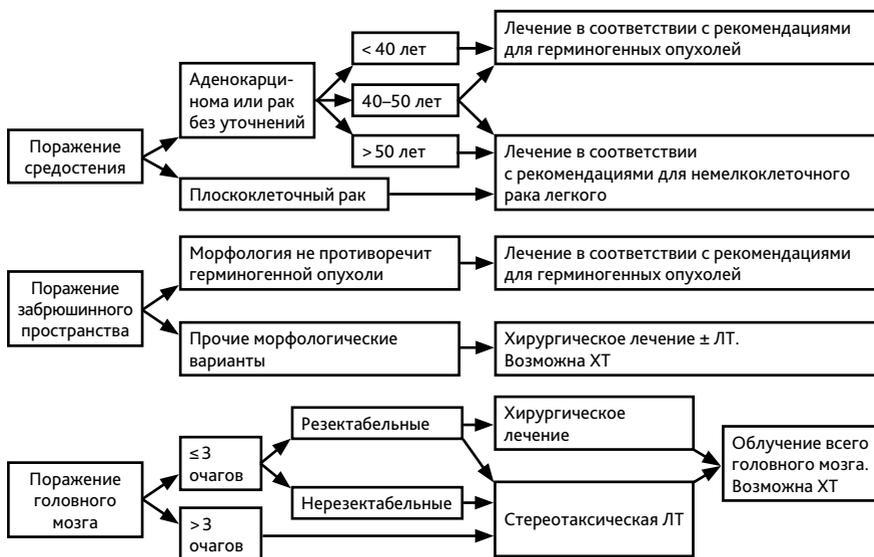 Поражение
средостения
Аденокарци-
нома или рак
без уточнений
< 40 лет
40–50 лет
> 50 лет
Лечение в соответствии с рекомендациями
для герминогенных опухолей
Лечение в соответствии
с рекомендациями для немелкоклеточного
рака легкого
Плоскоклеточный рак
Поражение
забрюшинного
пространства
Морфология не противоречит
герминогенной опухоли
Лечение в соответствии с рекомендациями
для герминогенных опухолей
Прочие морфологические
варианты
Хирургическое лечение ± ЛТ.
Возможна ХТ
Поражение
головного
мозга
≤ 3
очагов
> 3
очагов
Резектабельные
Нерезектабельные
Хирургическое
лечение
Стереотаксическая ЛТ
Облучение всего
головного мозга.
Возможна ХТ